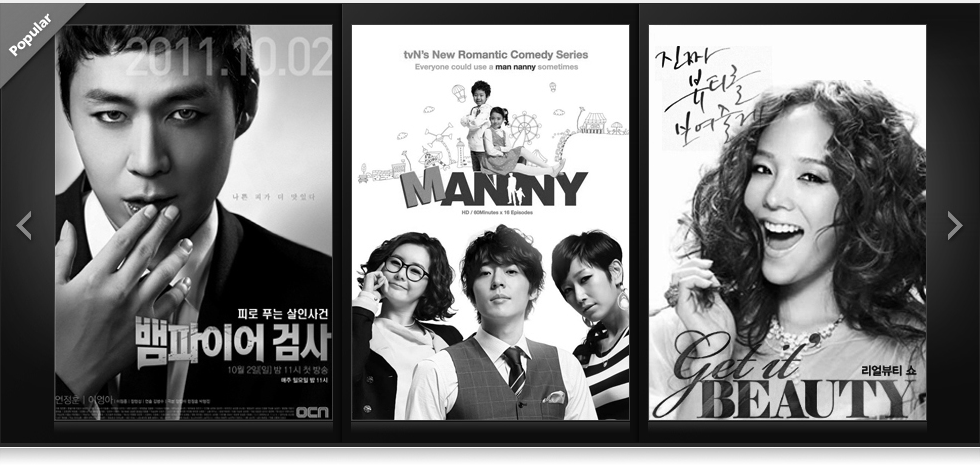 Popular
2011.10.02
나쁜 피가 더 맛있다
피로 푸는 살인사건
뱀파이어 검사
10월 2일[일] 밤 11시 첫 방송
매주 일요일 밤 11시
연정훈 | 이영아
OCN
tvN's New Romantic Comedy Series
Everyone could use a man nanny sometimes
MANNY
HD / 60Minutes x 16 Episodes
진짜
뷰티를
보여줄게
Get it
리얼뷰티 쇼
BEAUTY